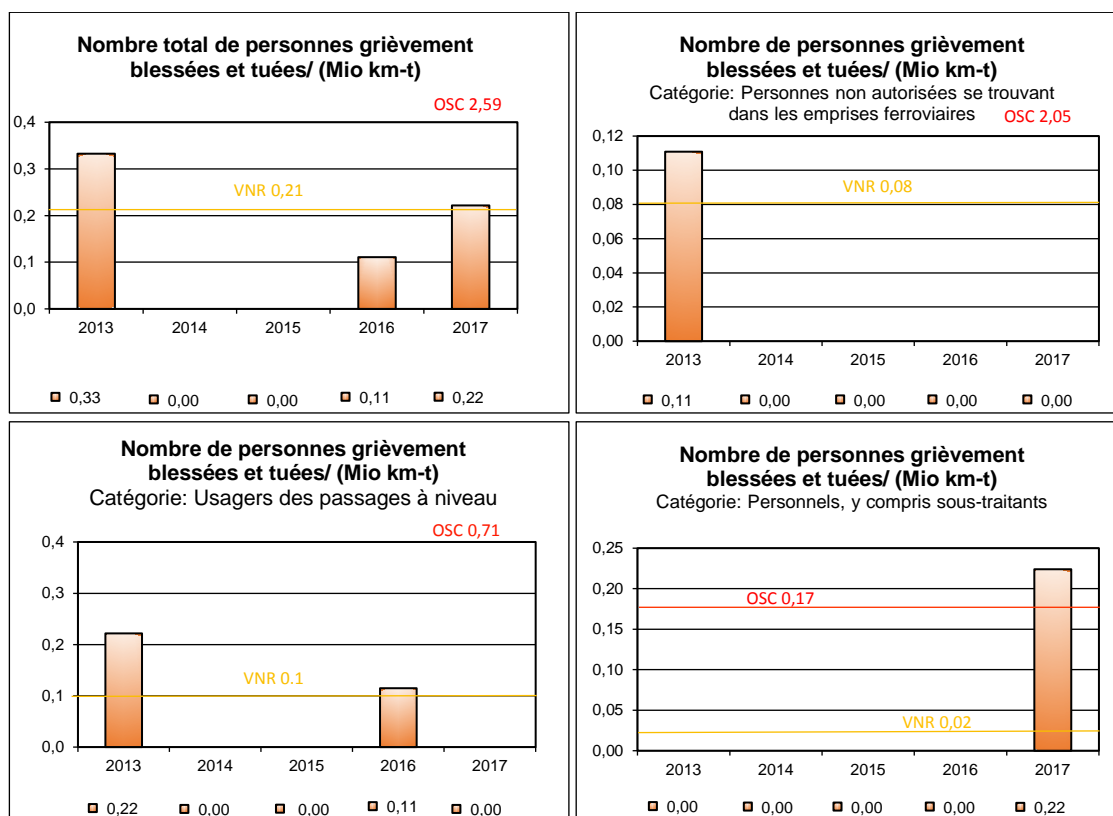 Nombre total de personnes grièvement
blessées et tuées/ (Mio km-t)
OSC 2,59
0,4
0,3
VNR 0,21
0,2
0,1
0,0
2013 2014 2015 2016 2017
0,33 0,00 0,00 0,11 0,22
Nombre de personnes grièvement
blessées et tuées/ (Mio km-t)
Catégorie: Personnes non autorisées se trouvant
dans les emprises ferroviaires
OSC 2,05
0,12
0,10
VNR 0,08
0,08
0,06
0,04
0,02
0,00
2013 2014 2015 2016 2017
0,11 0,00 0,00 0,00 0,00
Nombre de personnes grièvement
blessées et tuées/ (Mio km-t)
Catégorie: Usagers des passages à niveau
OSC 0,71
0,4
0,3
0,2
VNR 0.1
0,1
0,0
2013 2014 2015 2016 2017
0,22 0,00 0,00 0,11 0,00
Nombre de personnes grièvement
blessées et tuées/ (Mio km-t)
Catégorie: Personnels, y compris sous-traitants
0,25
0,20
OSC 0,17
0,15
0,10
0,05
VNR 0,02
0,00
2013 2014 2015 2016 2017
0,00 0,00 0,00 0,00 0,22